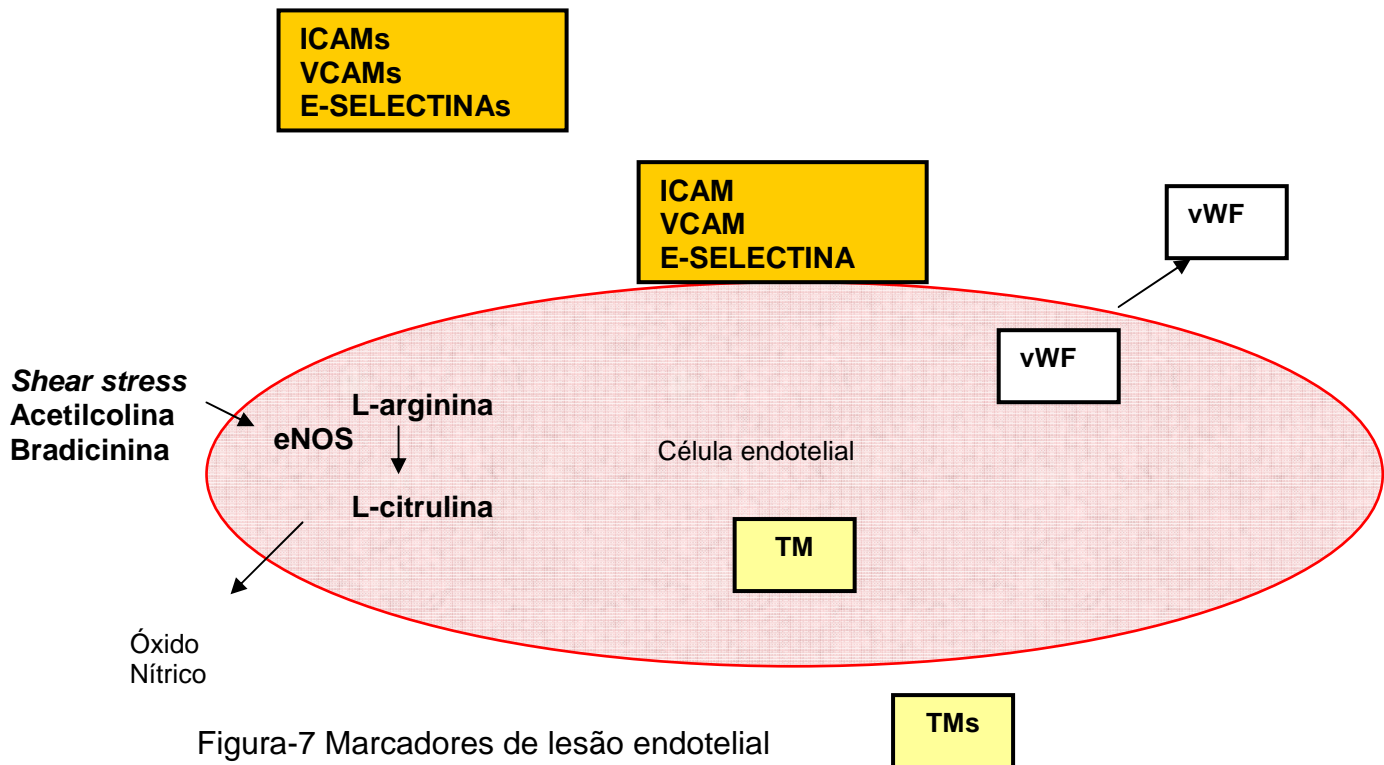 ICAMs
VCAMs
E-SELECTINAs
ICAM
VCAM
E-SELECTINA
vWF
vWF
Shear stress
Acetilcolina
Bradicinina
L-arginina
eNOS
Célula endotelial
L-citrulina
TM
Óxido
Nítrico
TMs
Figura-7 Marcadores de lesão endotelial